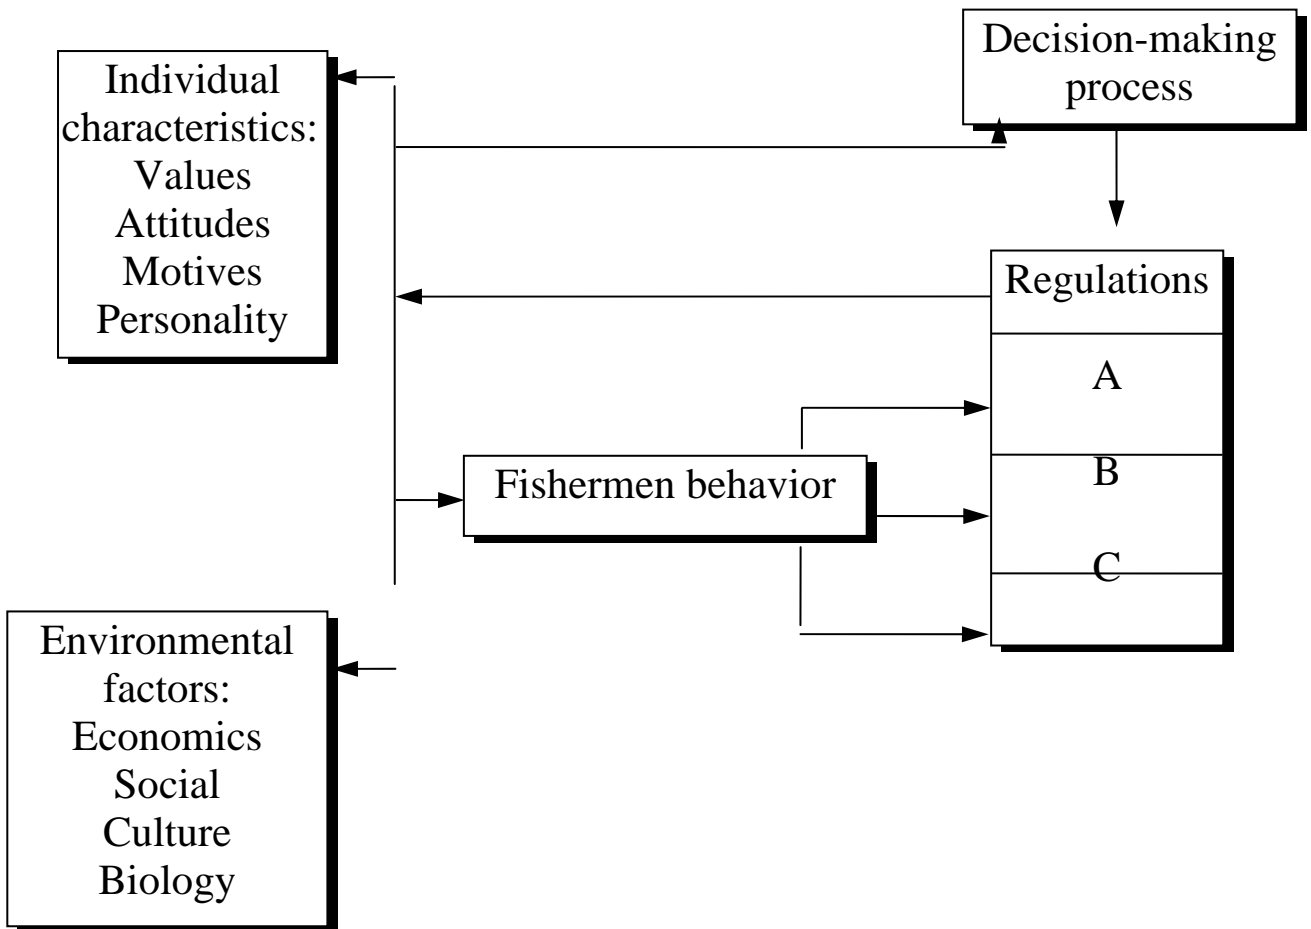 Individual
characteristics:
Values
Attitudes
Motives
Personality
Decision-making
process
Regulations
A
B
C
Fishermen behavior
Environmental
factors:
Economics
Social
Culture
Biology